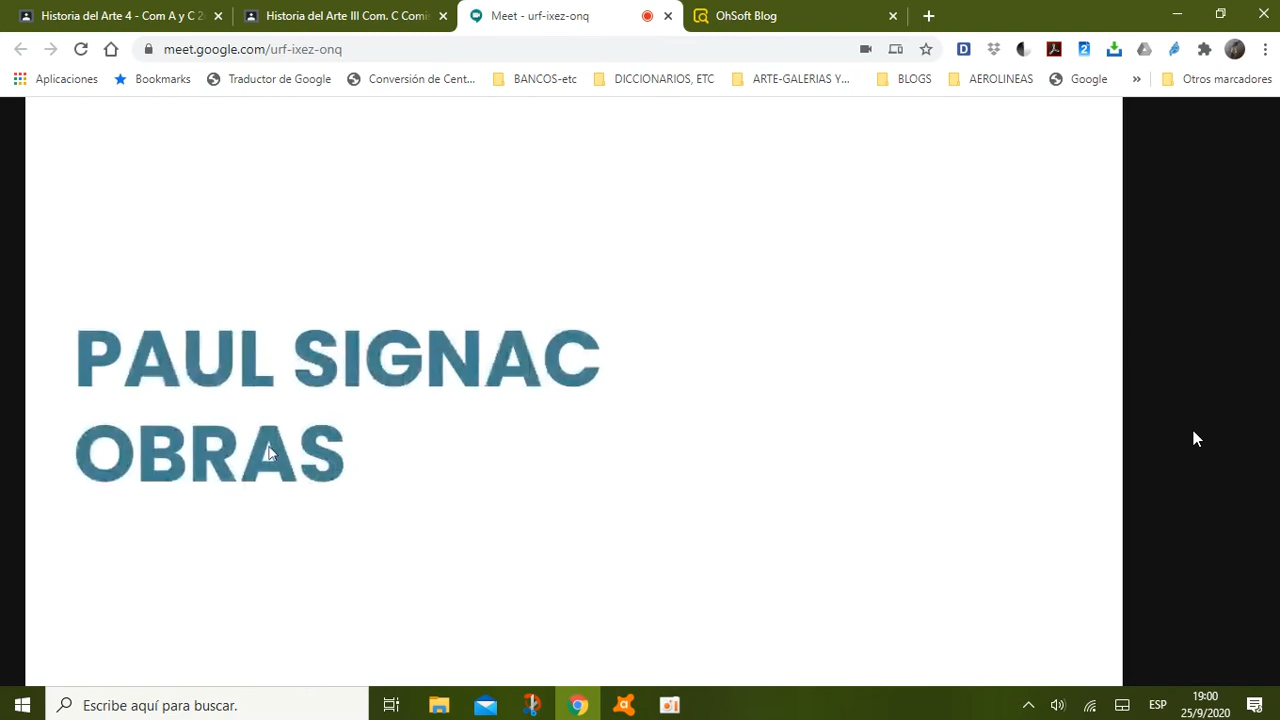 Historia del Arte 4 - Com A y C 2
Historia del Arte III Com. C Comis
Meet - urf-ixez-onq
OhSoft Blog
meet.google.com/urf-ixez-onq
Aplicaciones
Bookmarks
Traductor de Google
Conversión de Gent...
BANCOS-etc
DICCIONARIOS, ETC
ARTE-GALERIAS Y...
BLOGS
AEROLINEAS
Google
»
Otros marcadores
PAUL SIGNAC
OBRAS
Escribe aquí para buscar.
ESP
19:00
25/9/2020